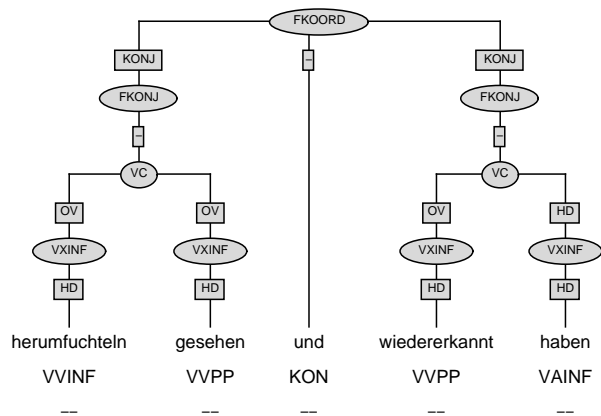 FKOORD
KONJ – KONJ
FKONJ FKONJ
– –
VC VC
OV OV OV HD
VXINF VXINF VXINF VXINF
HD HD HD HD
herumfuchteln gesehen und wiedererkannt haben
VVINF VVPP KON VVPP VAINF
-- -- -- -- --